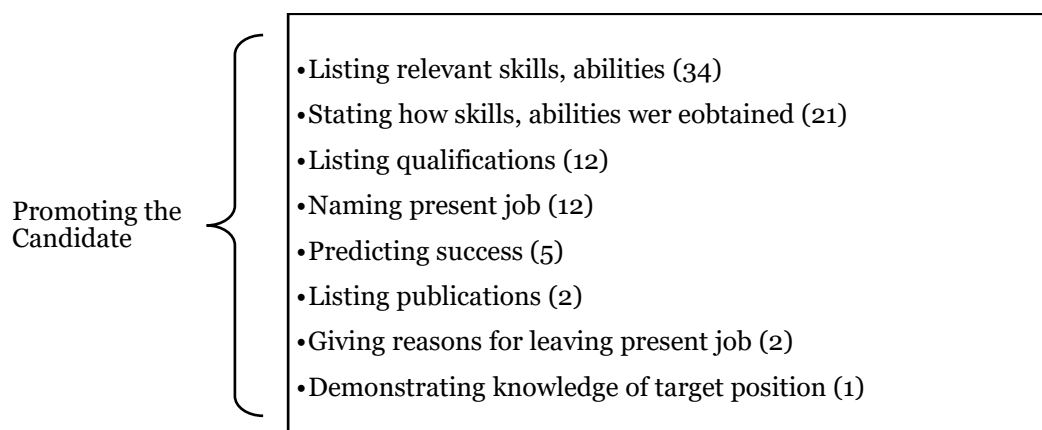 Promoting the
Candidate
•Listing relevant skills, abilities (34)
•Stating how skills, abilities wer eobtained (21)
•Listing qualifications (12)
•Naming present job (12)
•Predicting success (5)
•Listing publications (2)
•Giving reasons for leaving present job (2)
•Demonstrating knowledge of target position (1)